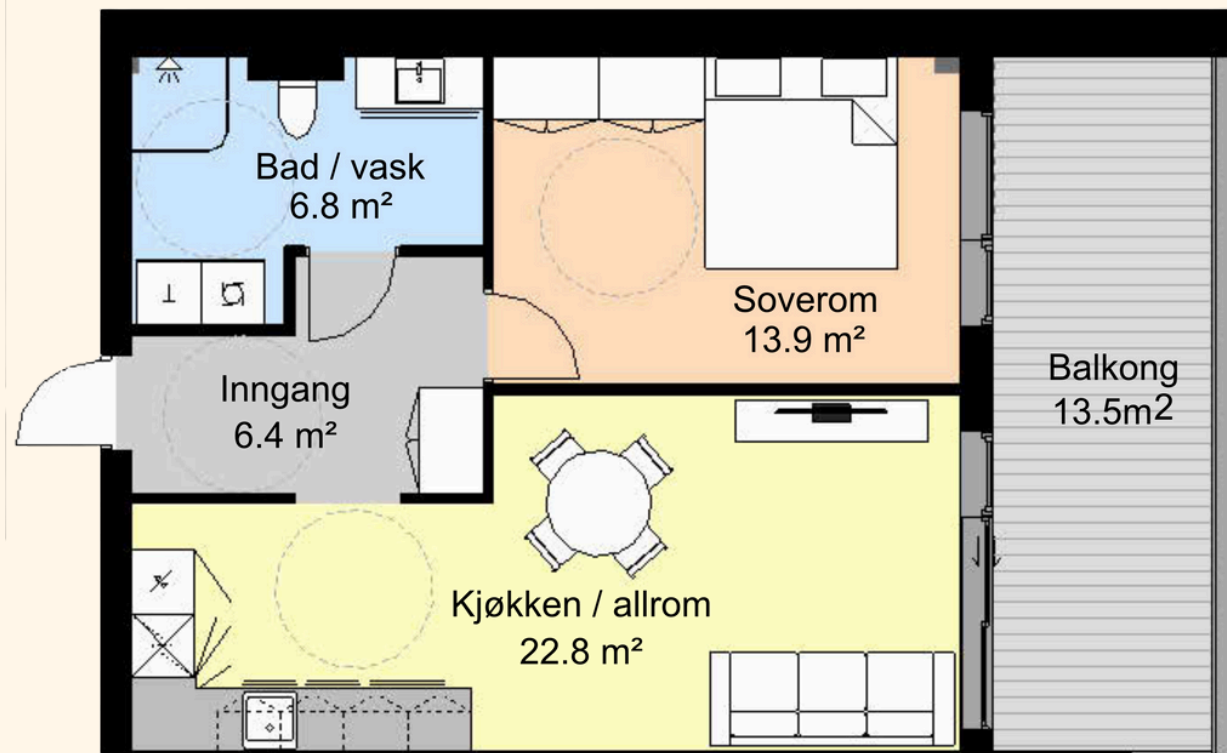 Bad / vask
6.8 m²
Soverom
13.9 m²
Inngang
6.4 m²
Balkong
13.5m2
Kjøkken / allrom
22.8 m²